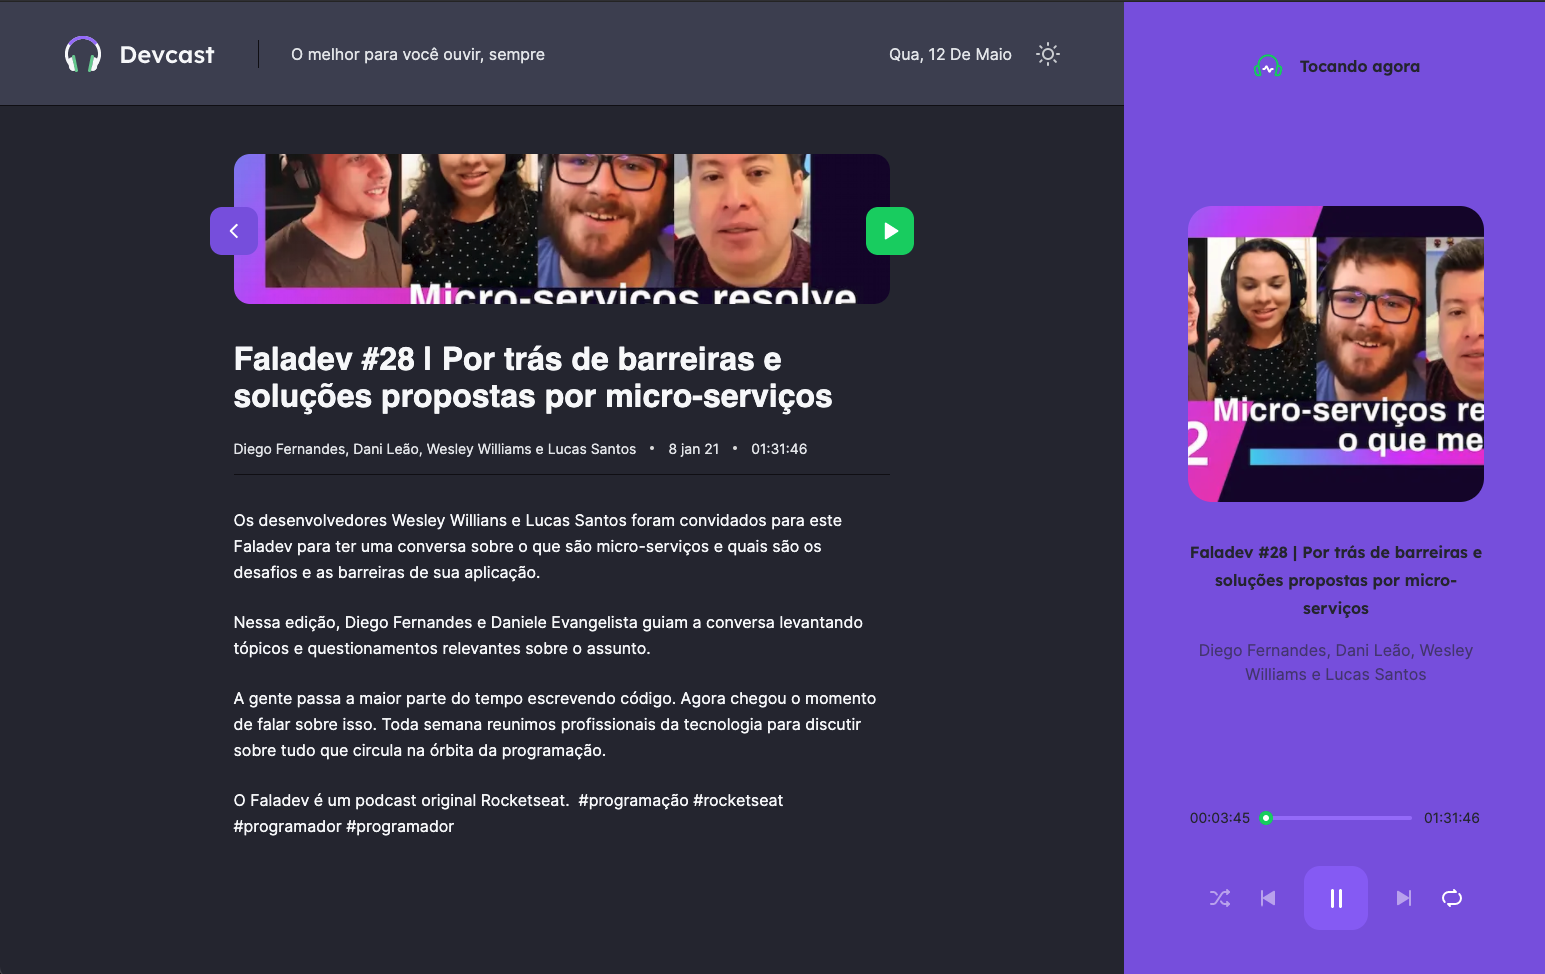 Devcast
O melhor para você ouvir, sempre
Qua, 12 De Maio
Micro-serviços resolve
Faladev #28 | Por trás de barreiras e
soluções propostas por micro-serviços
Diego Fernandes, Dani Leão, Wesley Williams e Lucas Santos • 8 jan 21 • 01:31:46
Os desenvolvedores Wesley Willians e Lucas Santos foram convidados para este
Faladev para ter uma conversa sobre o que são micro-serviços e quais são os
desafios e as barreiras de sua aplicação.
Nessa edição, Diego Fernandes e Daniele Evangelista guiam a conversa levantando
tópicos e questionamentos relevantes sobre o assunto.
A gente passa a maior parte do tempo escrevendo código. Agora chegou o momento
de falar sobre isso. Toda semana reunimos profissionais da tecnologia para discutir
sobre tudo que circula na órbita da programação.
O Faladev é um podcast original Rocketseat.  #programação #rocketseat
#programador #programador
Tocando agora
Micro-serviços re
o que me
2
Faladev #28 | Por trás de barreiras e
soluções propostas por micro-
serviços
Diego Fernandes, Dani Leão, Wesley
Williams e Lucas Santos
00:03:45
01:31:46